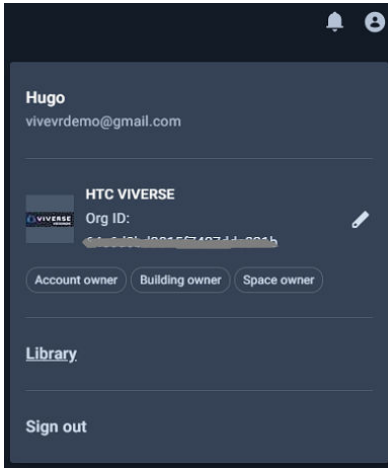 Hugo
vivevrdemo@gmail.com
VIVERSE
HTC VIVERSE
Org ID:
Account owner
Building owner
Space owner
Library
Sign out